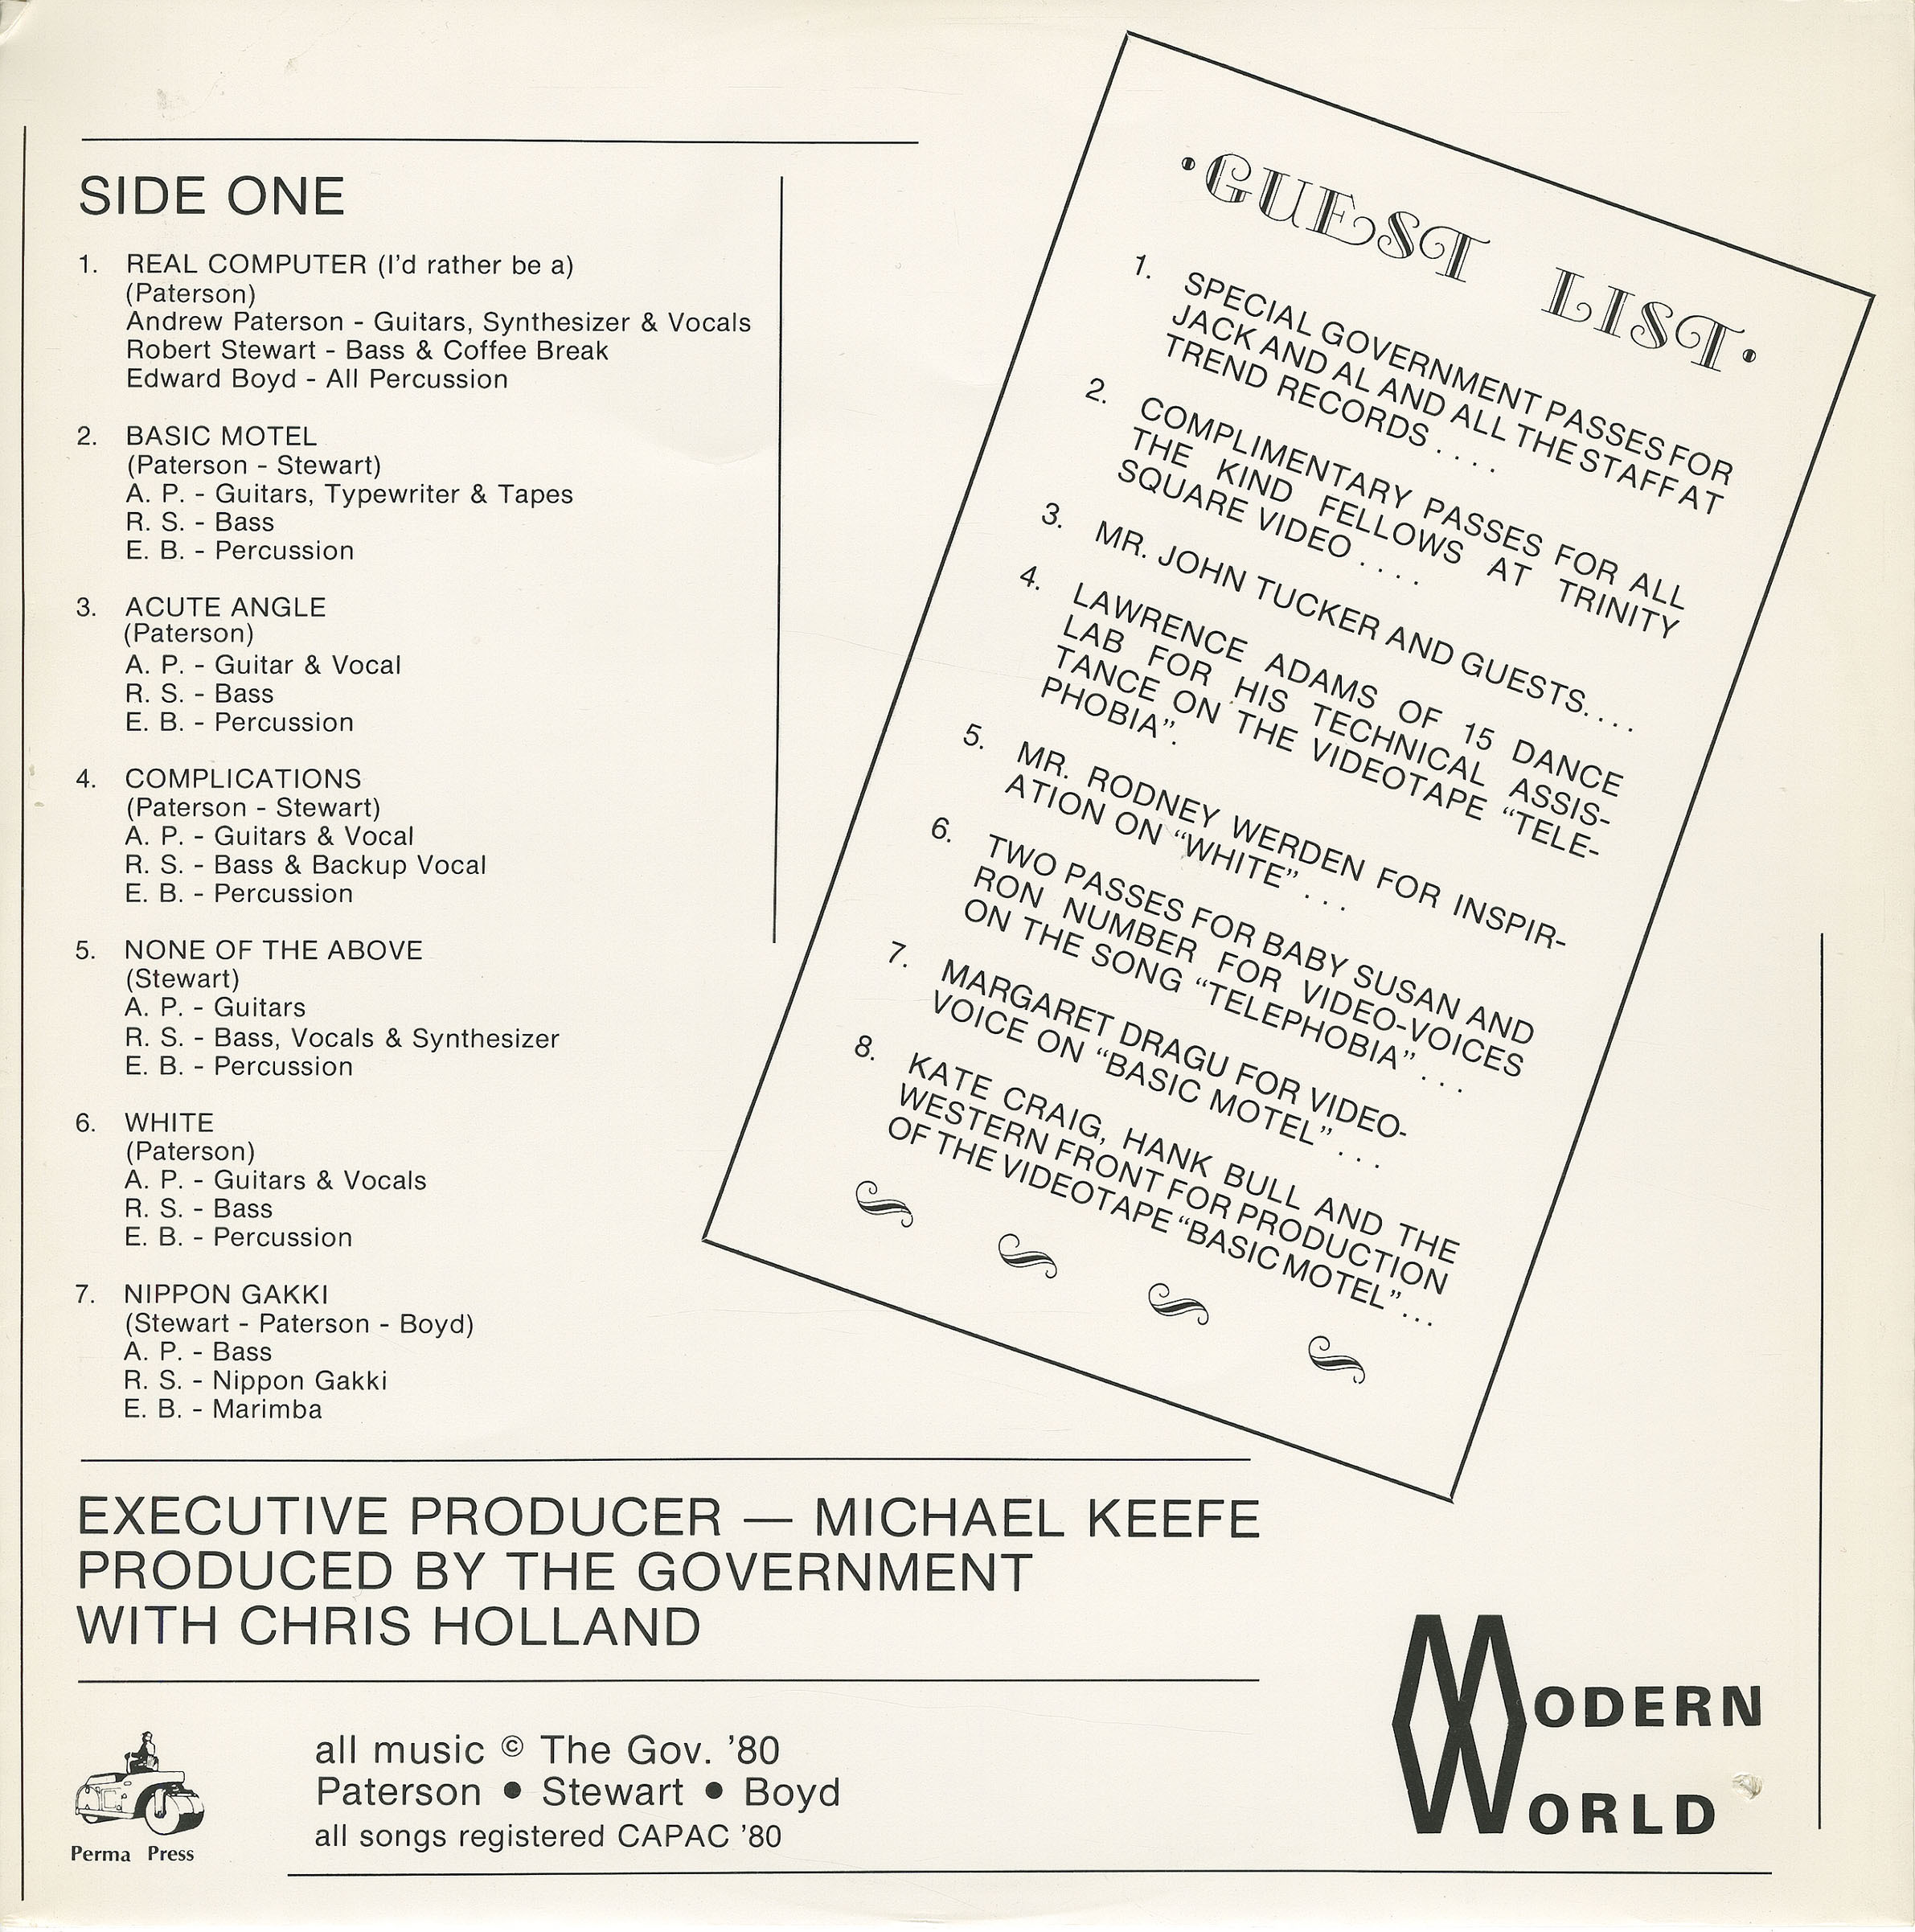 SIDE ONE
1. REAL COMPUTER (I'd rather be a)
(Paterson)
Andrew Paterson - Guitars, Synthesizer & Vocals
Robert Stewart - Bass & Coffee Break
Edward Boyd - All Percussion
2. BASIC MOTEL
(Paterson - Stewart)
A. P. - Guitars, Typewriter & Tapes
R. S. - Bass
E. B. - Percussion
3. ACUTE ANGLE
(Paterson)
A. P. - Guitar & Vocal
R. S. - Bass
E. B. - Percussion
4. COMPLICATIONS
(Paterson - Stewart)
A. P. - Guitars & Vocal
R. S. - Bass & Backup Vocal
E. B. - Percussion
5. NONE OF THE ABOVE
(Stewart)
A. P. - Guitars
R. S. - Bass, Vocals & Synthesizer
E. B. - Percussion
6. WHITE
(Paterson)
A. P. - Guitars & Vocals
R. S. - Bass
E. B. - Percussion
7. NIPPON GAKKI
(Stewart - Paterson - Boyd)
A. P. - Bass
R. S. - Nippon Gakki
E. B. - Marimba
·GUEST LIST·
1. SPECIAL GOVERNMENT PASSES FOR
JACK AND AL AND ALL THE STAFF AT
TREND RECORDS . . . .
2. COMPLIMENTARY PASSES FOR ALL
THE KIND FELLOWS AT TRINITY
SQUARE VIDEO . . . .
3. MR. JOHN TUCKER AND GUESTS. . . .
4. LAWRENCE ADAMS OF 15 DANCE
LAB FOR HIS TECHNICAL ASSIS-
TANCE ON THE VIDEOTAPE “TELE-
PHOBIA”.
5. MR. RODNEY WERDEN FOR INSPIR-
ATION ON “WHITE” . . .
6. TWO PASSES FOR BABY SUSAN AND
RON NUMBER FOR VIDEO-VOICES
ON THE SONG “TELEPHOBIA” . . .
7. MARGARET DRAGU FOR VIDEO-
VOICE ON “BASIC MOTEL” . . .
8. KATE CRAIG, HANK BULL AND THE
WESTERN FRONT FOR PRODUCTION
OF THE VIDEOTAPE “BASIC MOTEL”. . .
EXECUTIVE PRODUCER — MICHAEL KEEFE
PRODUCED BY THE GOVERNMENT
WITH CHRIS HOLLAND
Perma Press
all music © The Gov. '80
Paterson • Stewart • Boyd
all songs registered CAPAC '80
MODERN
WORLD